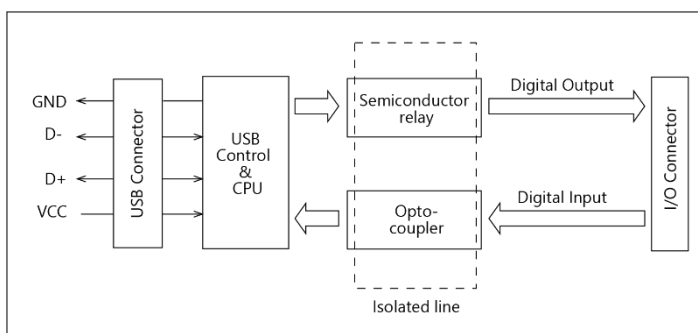 GND
D-
D+
VCC
USB Connector
USB
Control
&
CPU
Semiconductor
relay
Opto-
coupler
Isolated line
Digital Output
Digital Input
I/O Connector